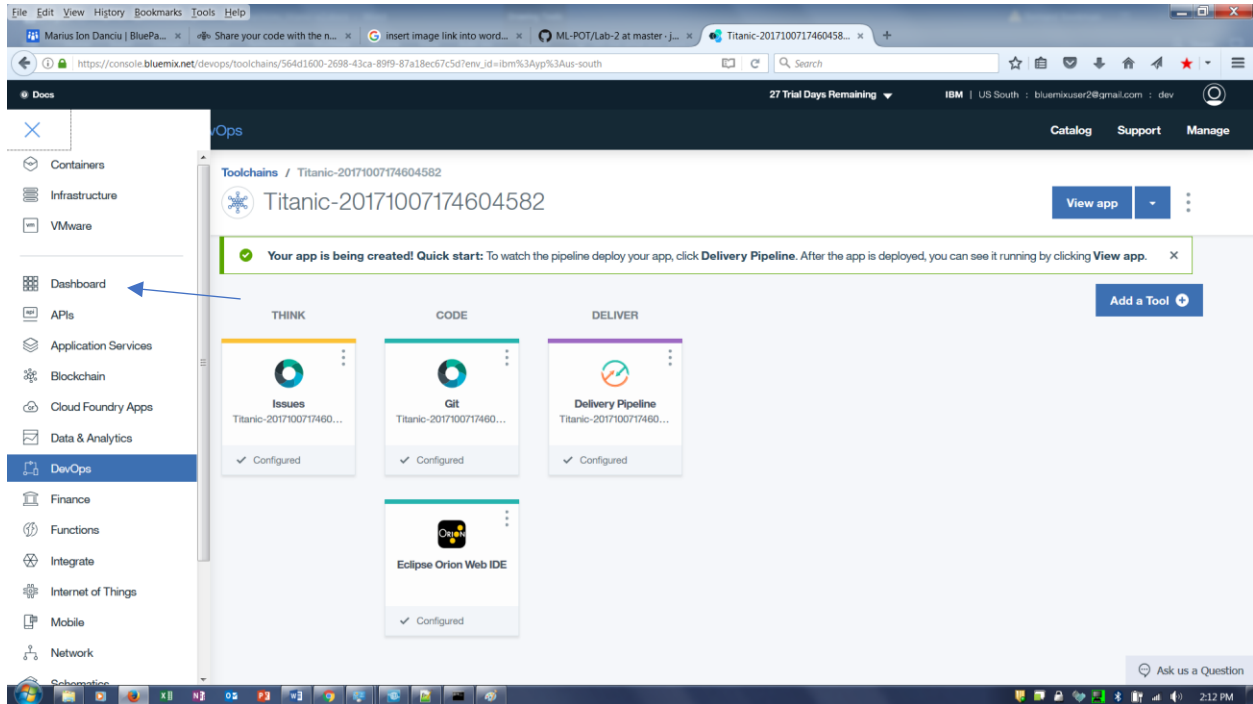 File Edit View History Bookmarks Tools Help
Marius Ion Danciu | BluePa... × Share your code with the n... × insert image link into word... × ML-POT/Lab-2 at master · j... × Titanic-2017100717460458... × +
https://console.bluemix.net/devops/toolchains/564d1600-2698-43ca-89f9-87a18ec67c5d?env_id=ibm%3Ayp%3Aus-south Search
Docs 27 Trial Days Remaining IBM | US South : bluemixuser2@gmail.com : dev
vOps Catalog Support Manage
Containers
Infrastructure
vm VMware
Dashboard
api APIs
Application Services
Blockchain
Cloud Foundry Apps
Data & Analytics
DevOps
Finance
Functions
Integrate
Internet of Things
Mobile
Network
Schematics
Toolchains / Titanic-20171007174604582
Titanic-20171007174604582 View app
Your app is being created! Quick start: To watch the pipeline deploy your app, click Delivery Pipeline. After the app is deployed, you can see it running by clicking View app. ×
Add a Tool
THINK CODE DELIVER
Issues
Titanic-2017100717460...
Configured
Git
Titanic-2017100717460...
Configured
Delivery Pipeline
Titanic-2017100717460...
Configured
ORION
Eclipse Orion Web IDE
Configured
Ask us a Question
2:12 PM